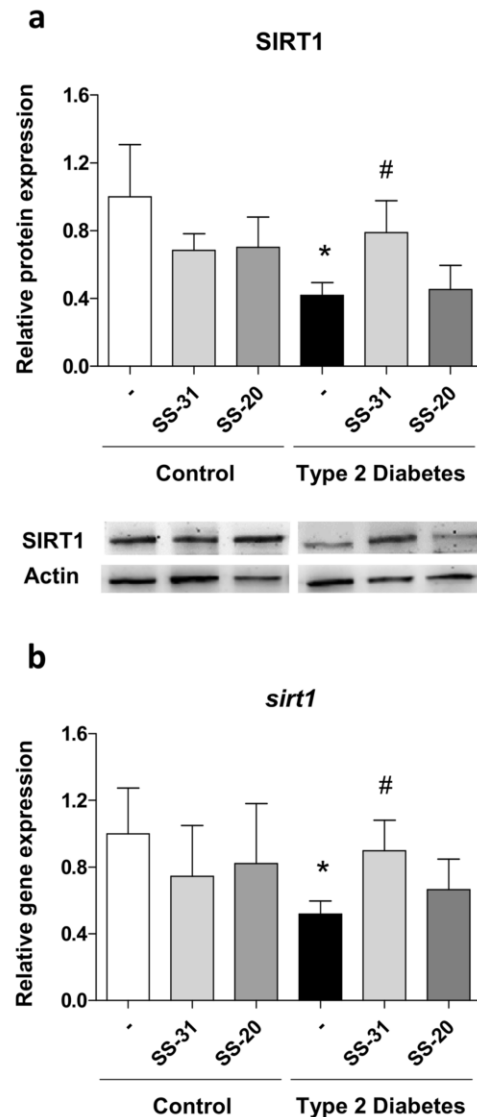 a
SIRT1
Relative protein expression
1.6
1.2
0.8
0.4
0.0
*
#
- SS-31 SS-20 - SS-31 SS-20
Control Type 2 Diabetes
SIRT1
Actin
b
sirt1
Relative gene expression
1.6
1.2
0.8
0.4
0.0
*
#
- SS-31 SS-20 - SS-31 SS-20
Control Type 2 Diabetes